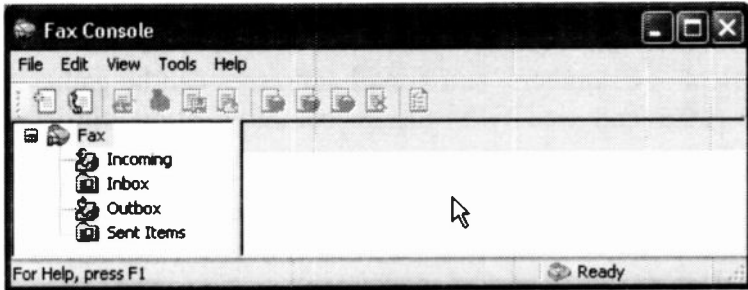 Fax Console
File Edit View Tools Help
Fax
Incoming
Inbox
Outbox
Sent Items
For Help, press F1 Ready